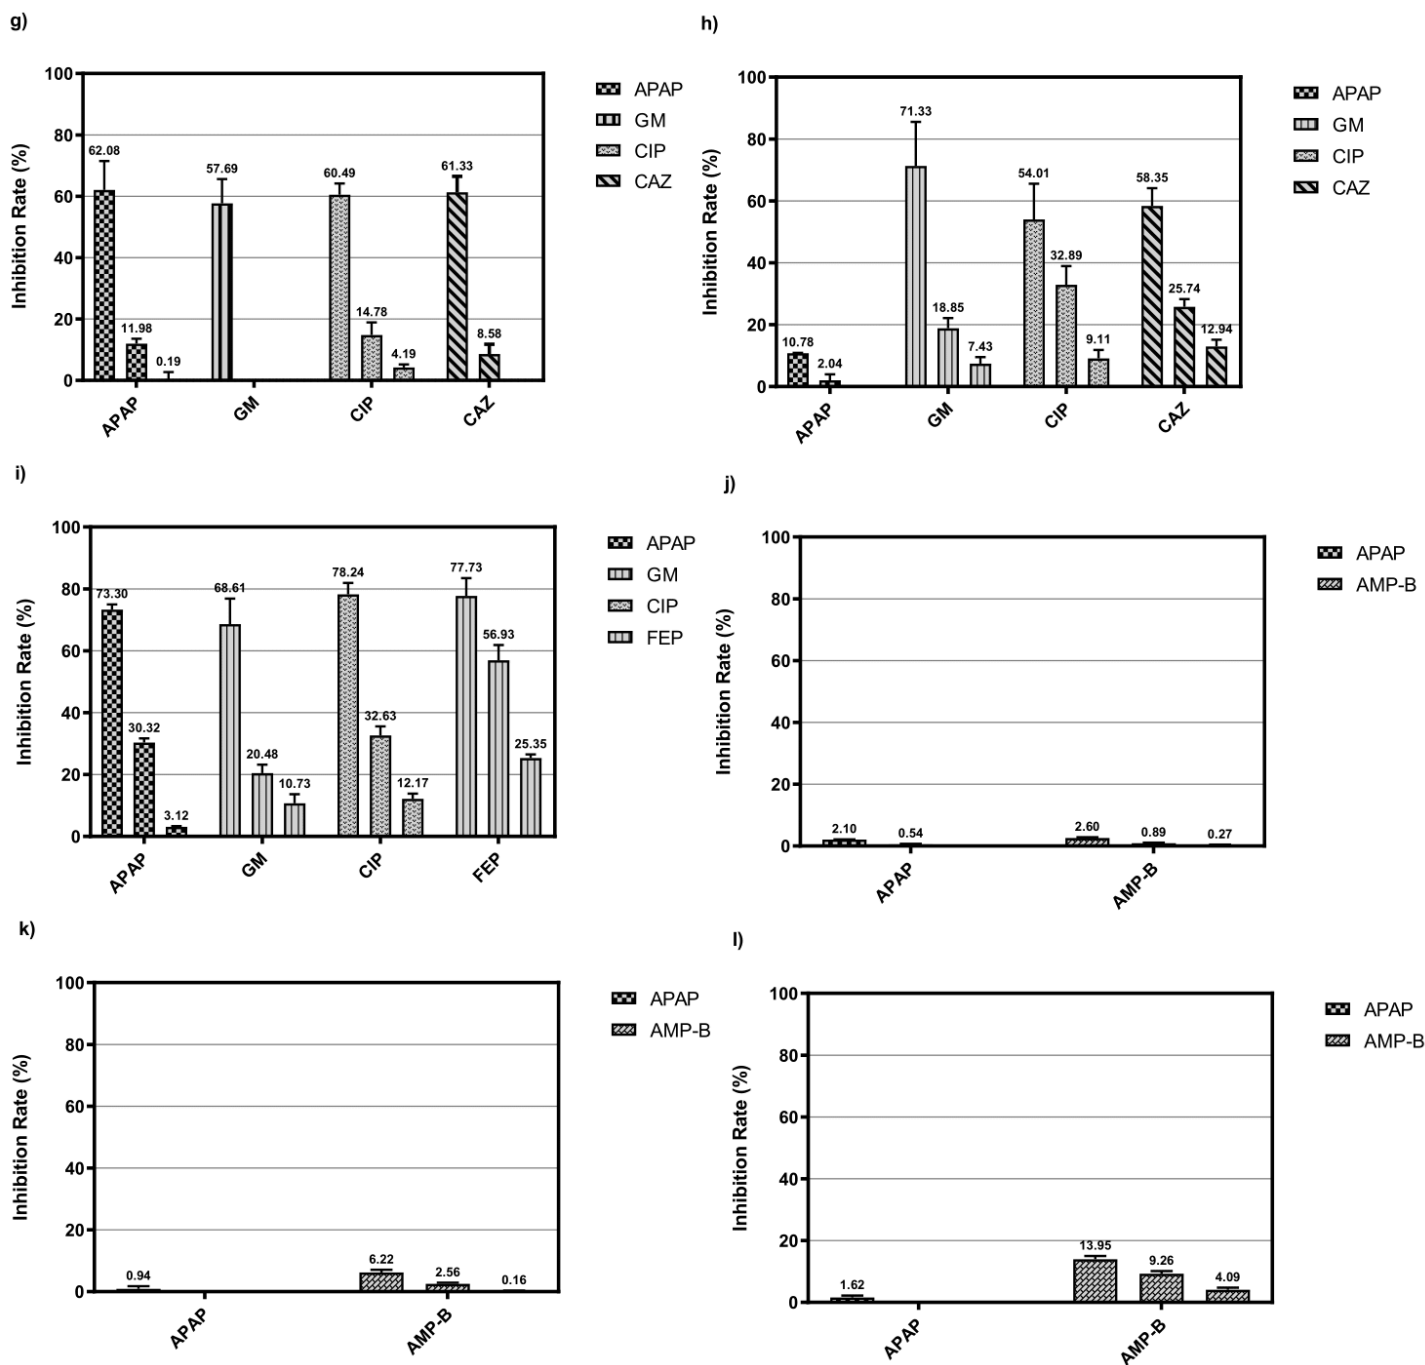 g)
Inhibition Rate (%)
100
80
60
40
20
0
62.08
11.98
0.19
57.69
60.49
14.78
4.19
61.33
8.58
APAP
GM
CIP
CAZ
APAP
GM
CIP
CAZ
h)
Inhibition Rate (%)
100
80
60
40
20
0
10.78
2.04
71.33
18.85
7.43
54.01
32.89
9.11
58.35
25.74
12.94
APAP
GM
CIP
CAZ
APAP
GM
CIP
CAZ
i)
Inhibition Rate (%)
100
80
60
40
20
0
73.30
30.32
3.12
68.61
20.48
10.73
78.24
32.63
12.17
77.73
56.93
25.35
APAP
GM
CIP
FEP
APAP
GM
CIP
FEP
j)
Inhibition Rate (%)
100
80
60
40
20
0
2.10
0.54
2.60
0.89
0.27
APAP
AMP-B
APAP
AMP-B
k)
Inhibition Rate (%)
100
80
60
40
20
0
0.94
6.22
2.56
0.16
APAP
AMP-B
APAP
AMP-B
l)
Inhibition Rate (%)
100
80
60
40
20
0
1.62
13.95
9.26
4.09
APAP
AMP-B
APAP
AMP-B